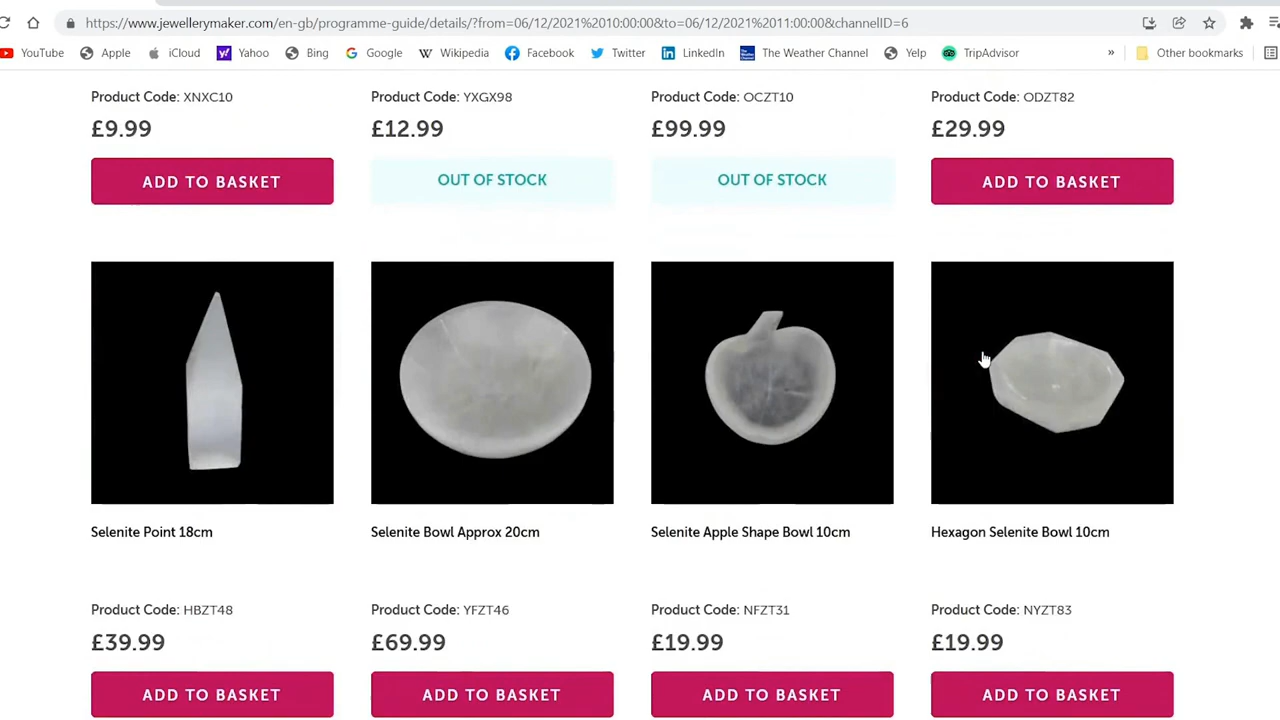 https://www.jewellerymaker.com/en-gb/programme-guide/details/?from=06/12/2021%2010:00:00&to=06/12/2021%2011:00:00&channelID=6
YouTube Apple iCloud Yahoo Bing Google Wikipedia Facebook Twitter LinkedIn The Weather Channel Yelp TripAdvisor » Other bookmarks
Product Code: XNXC10 Product Code: YXGX98 Product Code: OCZT10 Product Code: ODZT82
£9.99 £12.99 £99.99 £29.99
ADD TO BASKET OUT OF STOCK OUT OF STOCK ADD TO BASKET
Selenite Point 18cm Selenite Bowl Approx 20cm Selenite Apple Shape Bowl 10cm Hexagon Selenite Bowl 10cm
Product Code: HBZT48 Product Code: YFZT46 Product Code: NFZT31 Product Code: NYZT83
£39.99 £69.99 £19.99 £19.99
ADD TO BASKET ADD TO BASKET ADD TO BASKET ADD TO BASKET